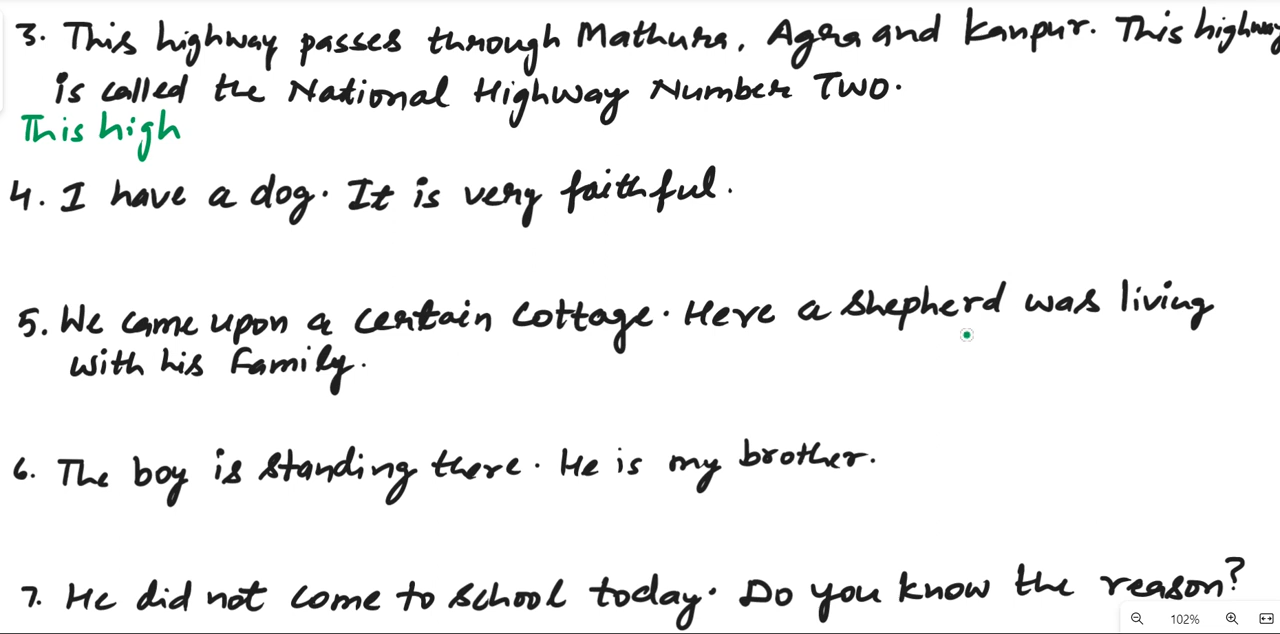 3. This highway passes through Mathura, Agra and Kanpur. This highway
is called the National Highway Number Two.
This high
4. I have a dog. It is very faithful.
5. We came upon a certain cottage. Here a shepherd was living
with his family.
6. The boy is standing there. He is my brother.
7. He did not come to school today. Do you know the reason?
102%